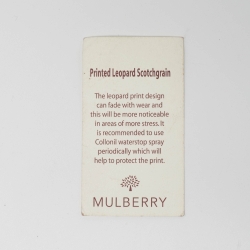 Printed Leopard Scotchgrain
The leopard print design
can fade with wear and
this will be more noticeable
in areas of more stress. It
is recommended to use
Collonil waterstop spray
periodically which will
help to protect the print.
MULBERRY